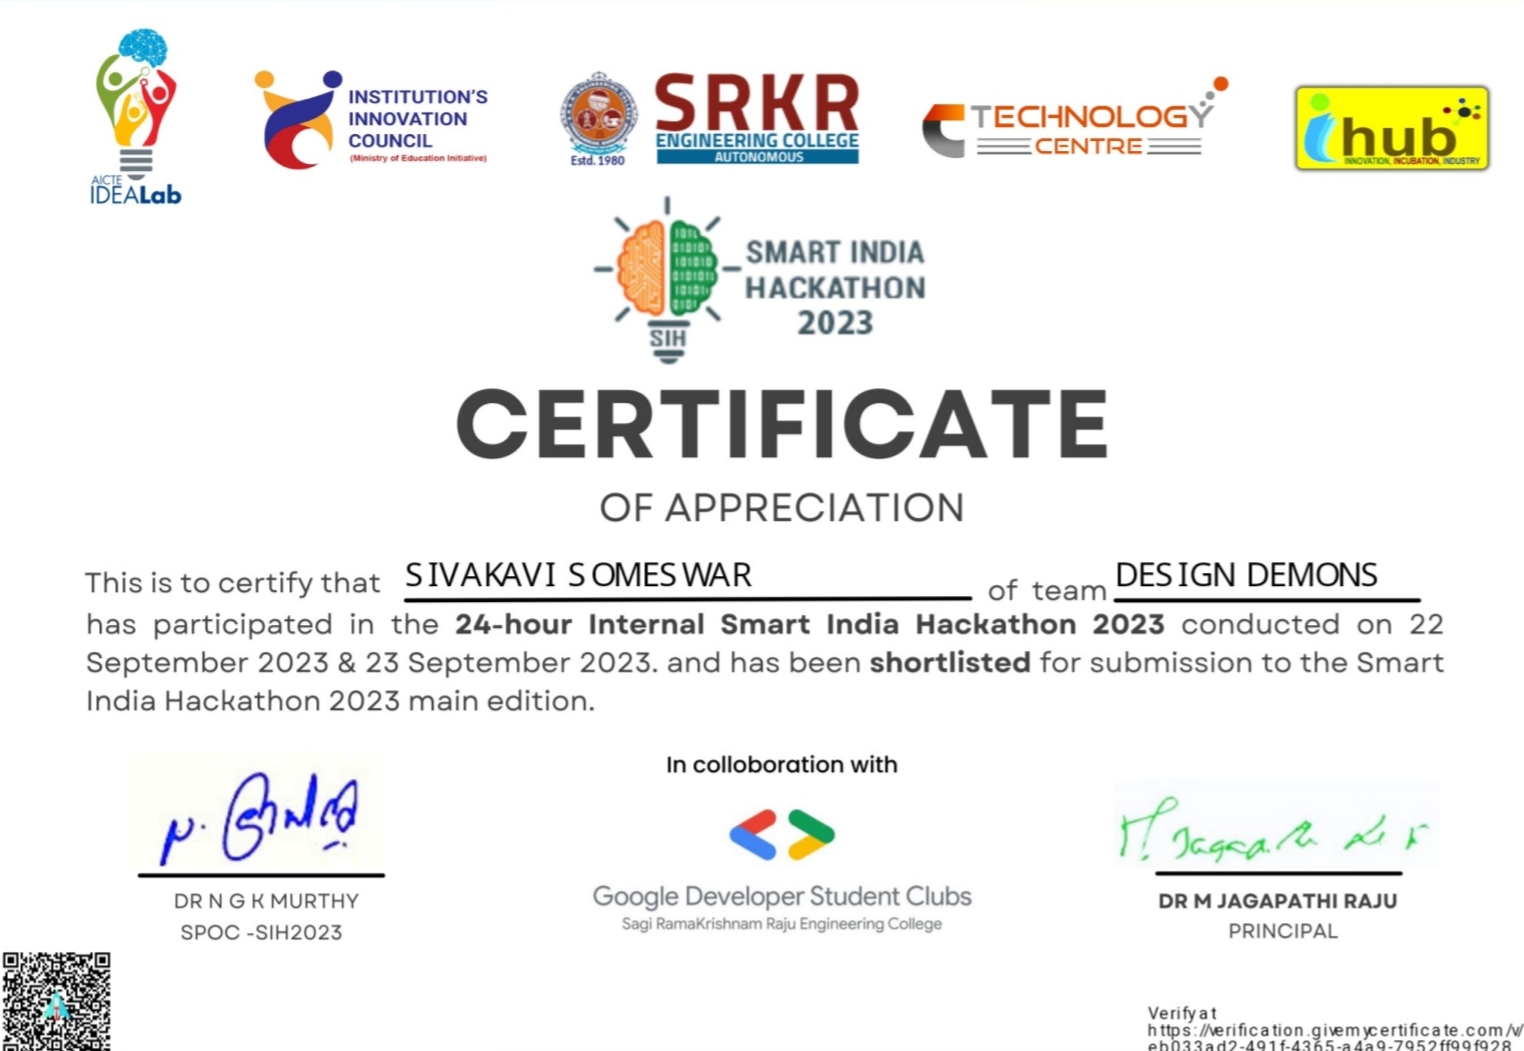 AICTE
IDEALab
INSTITUTION'S
INNOVATION
COUNCIL
(Ministry of Education Initiative)
Estd. 1980
SRKR
ENGINEERING COLLEGE
AUTONOMOUS
TECHNOLOGY
CENTRE
ihub
INNOVATION, INCUBATION, INDUSTRY
SIH
SMART INDIA
HACKATHON
2023
CERTIFICATE
OF APPRECIATION
This is to certify that SIVAKAVI SOMESWAR of team DESIGN DEMONS
has participated in the 24-hour Internal Smart India Hackathon 2023 conducted on 22
September 2023 & 23 September 2023. and has been shortlisted for submission to the Smart
India Hackathon 2023 main edition.
DR N G K MURTHY
SPOC -SIH2023
In colloboration with
Google Developer Student Clubs
Sagi RamaKrishnam Raju Engineering College
DR M JAGAPATHI RAJU
PRINCIPAL
Verify at
https://verification.givemycertificate.com/v/
eb033ad2-491f-4365-a4a9-7952ff99f928